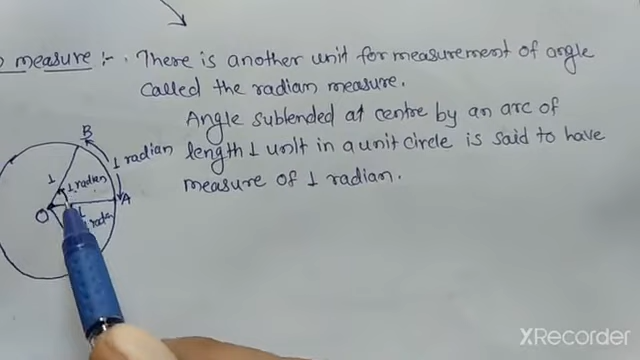 measure :- There is another unit for measurement of angle
called the radian measure.
Angle sublended at centre by an arc of
length 1 unit in a unit circle is said to have
measure of 1 radian.
B
1 radian
1
1 radian
O
A
1
XRecorder